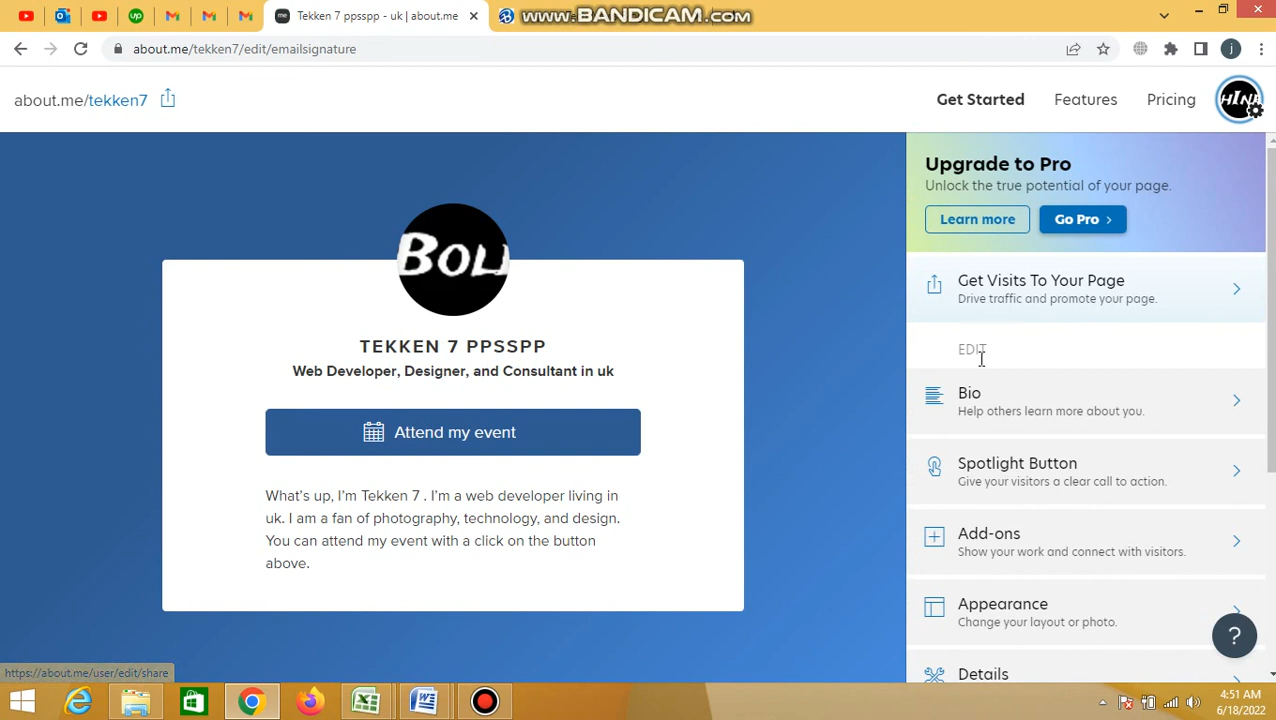 Tekken 7 ppsspp - uk | about.me
www.BANDICAM.com
about.me/tekken7/edit/emailsignature
j
about.me/tekken7
Get Started
Features
Pricing
HINE
Upgrade to Pro
Unlock the true potential of your page.
Learn more
Go Pro
Get Visits To Your Page
Drive traffic and promote your page.
EDIT
Bio
Help others learn more about you.
Spotlight Button
Give your visitors a clear call to action.
Add-ons
Show your work and connect with visitors.
Appearance
Change your layout or photo.
Details
BOLL
TEKKEN 7 PPSSPP
Web Developer, Designer, and Consultant in uk
Attend my event
What's up, I'm Tekken 7 . I'm a web developer living in
uk. I am a fan of photography, technology, and design.
You can attend my event with a click on the button
above.
?
https://about.me/user/edit/share
4:51 AM
6/18/2022